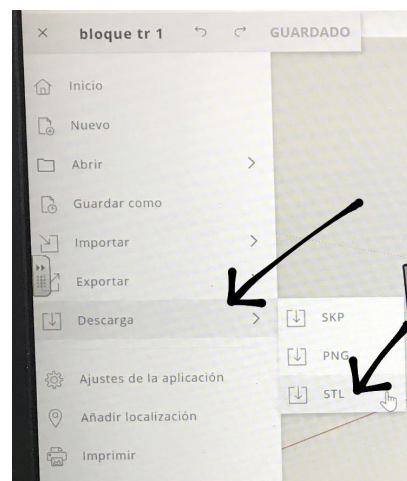 bloque tr 1 GUARDADO
Inicio
Nuevo
Abrir
Guardar como
Importar
Exportar
Descarga
SKP
PNG
STL
Ajustes de la aplicación
Añadir localización
Imprimir